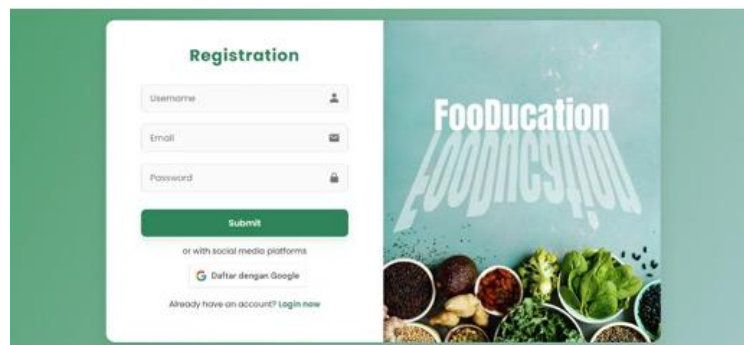 Registration
Username
Email
Password
Submit
or with social media platforms
Daftar dengan Google
Already have an account? Login now
FooDucation
FooDucation